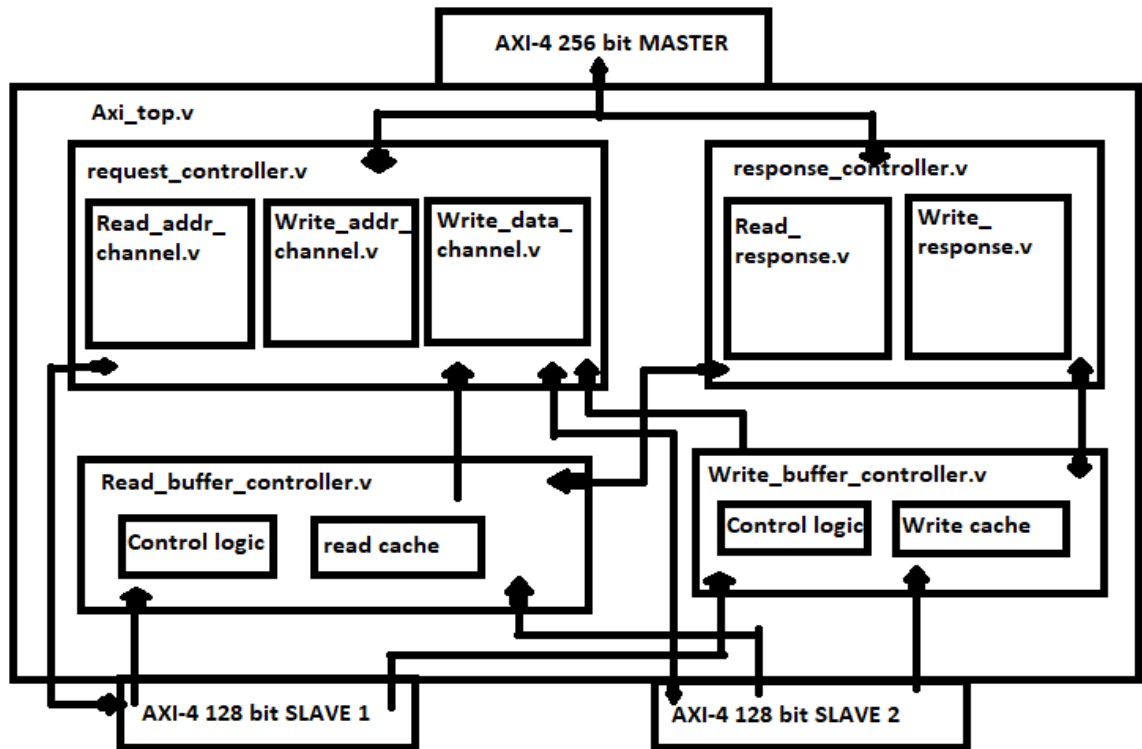 AXI-4 256 bit MASTER
Axi_top.v
request_controller.v
Read_addr_
channel.v
Write_addr_
channel.v
Write_data_
channel.v
response_controller.v
Read_
response.v
Write_
response.v
Read_buffer_controller.v
Control logic
read cache
Write_buffer_controller.v
Control logic
Write cache
AXI-4 128 bit SLAVE 1
AXI-4 128 bit SLAVE 2